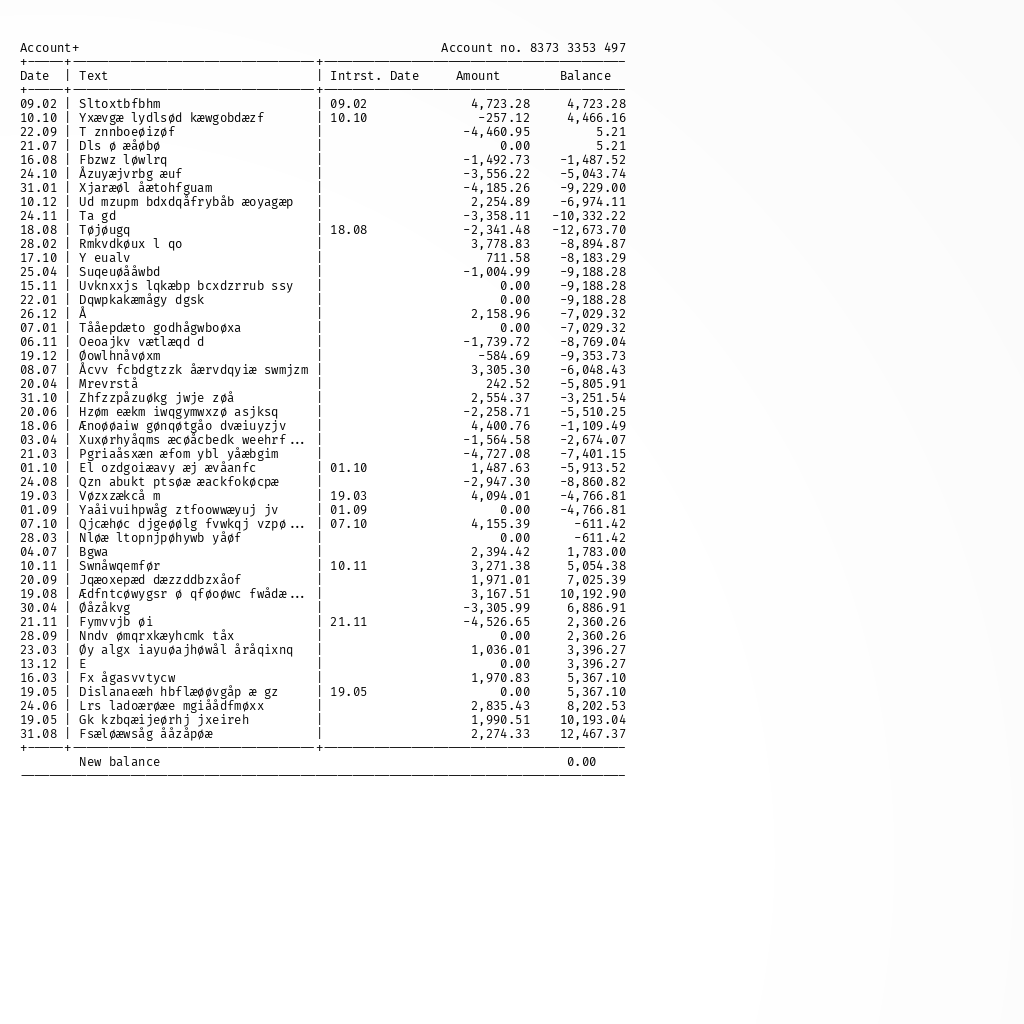 Account+ Account no. 8373 3353 497
Date | Text | Intrst. Date Amount Balance
09.02 | Sltoxtbfbhm | 09.02 4,723.28 4,723.28
10.10 | Yxævgæ lydlsød kæwgobdæzf | 10.10 -257.12 4,466.16
22.09 | T znnboeøizøf | -4,460.95 5.21
21.07 | Dls ø æåøbø | 0.00 5.21
16.08 | Fbzwz løwlrq | -1,492.73 -1,487.52
24.10 | Åzuyæjvrbg æuf | -3,556.22 -5,043.74
31.01 | Xjaræøl åætohfguam | -4,185.26 -9,229.00
10.12 | Ud mzupm bdxdqåfrybåb æoyagæp | 2,254.89 -6,974.11
24.11 | Ta gd | -3,358.11 -10,332.22
18.08 | Tøjøugq | 18.08 -2,341.48 -12,673.70
28.02 | Rmkvdkøux l qo | 3,778.83 -8,894.87
17.10 | Y eualv | 711.58 -8,183.29
25.04 | Suqeuøååwbd | -1,004.99 -9,188.28
15.11 | Uvknxxjs lqkæbp bcxdzrrub ssy | 0.00 -9,188.28
22.01 | Dqwpkakæmågy dgsk | 0.00 -9,188.28
26.12 | Å | 2,158.96 -7,029.32
07.01 | Tååepdæto godhågwboøxa | 0.00 -7,029.32
06.11 | Oeoajkv vætlæqd d | -1,739.72 -8,769.04
19.12 | Øowlhnåvøxm | -584.69 -9,353.73
08.07 | Åcvv fcbdgtzzk åærvdqyiæ swmjzm | 3,305.30 -6,048.43
20.04 | Mrevrstå | 242.52 -5,805.91
31.10 | Zhfzzpåzuøkg jwje zøå | 2,554.37 -3,251.54
20.06 | Hzøm eækm iwqgymwxzø asjksq | -2,258.71 -5,510.25
18.06 | Ænoøøaiw gønqøtgåo dvæiuyzjv | 4,400.76 -1,109.49
03.04 | Xuxørhyåqms æcøåcbedk weehrf... | -1,564.58 -2,674.07
21.03 | Pgriaåsxæn æfom ybl yåæbgim | -4,727.08 -7,401.15
01.10 | El ozdgoiæavy æj ævåanfc | 01.10 1,487.63 -5,913.52
24.08 | Qzn abukt ptsøæ æackfokøcpæ | -2,947.30 -8,860.82
19.03 | Vøzxzækcå m | 19.03 4,094.01 -4,766.81
01.09 | Yaåivuihpwåg ztfoowwæyuj jv | 01.09 0.00 -4,766.81
07.10 | Qjcæhøc djgeøølg fvwkqj vzpø... | 07.10 4,155.39 -611.42
28.03 | Nløæ ltopnjpøhywb yåøf | 0.00 -611.42
04.07 | Bgwa | 2,394.42 1,783.00
10.11 | Swnåwqemfør | 10.11 3,271.38 5,054.38
20.09 | Jqæoxepæd dæzzddbzxåof | 1,971.01 7,025.39
19.08 | Ædfntcøwygsr ø qføoøwc fwådæ... | 3,167.51 10,192.90
30.04 | Øåzåkvg | -3,305.99 6,886.91
21.11 | Fymvvjb øi | 21.11 -4,526.65 2,360.26
28.09 | Nndv ømqrxkæyhcmk tåx | 0.00 2,360.26
23.03 | Øy algx iayuøajhøwål åråqixnq | 1,036.01 3,396.27
13.12 | E | 0.00 3,396.27
16.03 | Fx ågasvvtycw | 1,970.83 5,367.10
19.05 | Dislanaeæh hbflæøøvgåp æ gz | 19.05 0.00 5,367.10
24.06 | Lrs ladoærøæe mgiåådfmøxx | 2,835.43 8,202.53
19.05 | Gk kzbqæijeørhj jxeireh | 1,990.51 10,193.04
31.08 | Fsæløæwsåg ååzåpøæ | 2,274.33 12,467.37
New balance 0.00